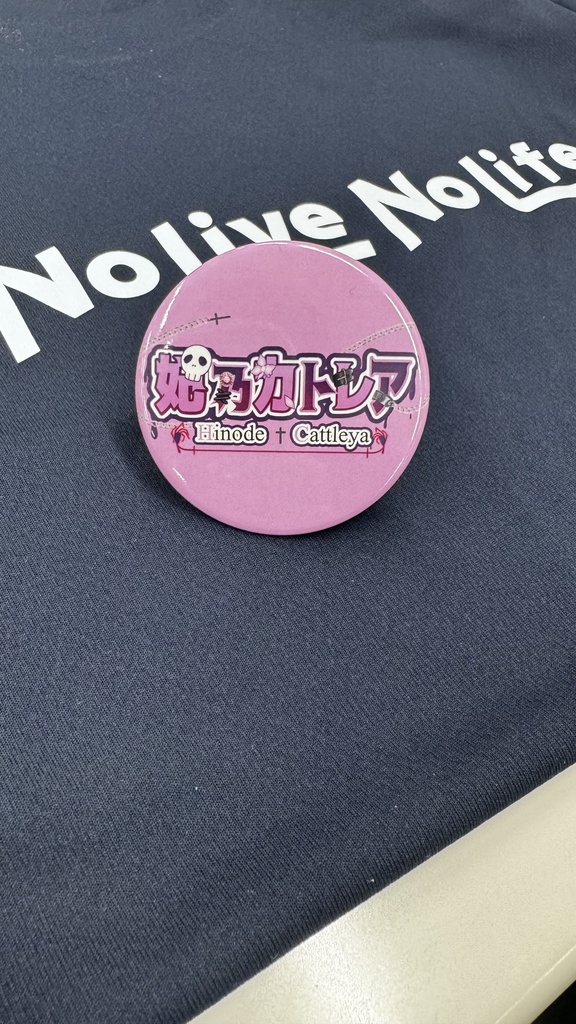 No live No life
妃乃カトレア
Hinode † Cattleya